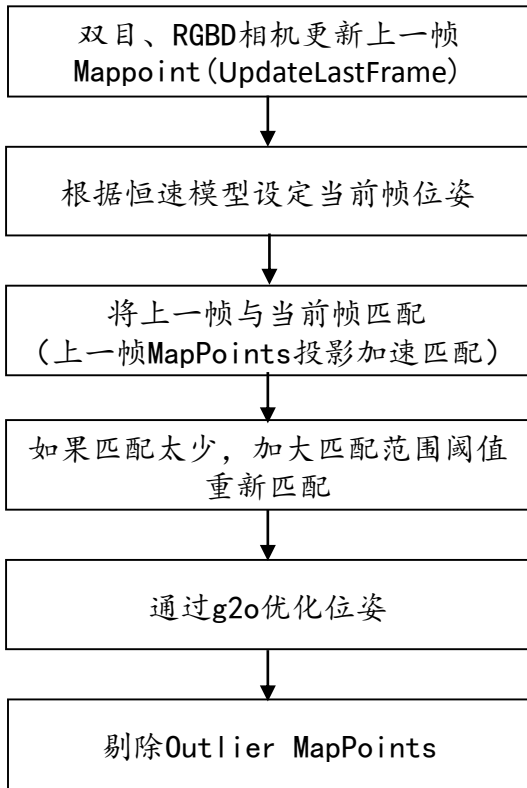 双目、RGBD相机更新上一帧
Mappoint(UpdateLastFrame)
根据恒速模型设定当前帧位姿
将上一帧与当前帧匹配
（上一帧MapPoints投影加速匹配）
如果匹配太少，加大匹配范围阈值
重新匹配
通过g2o优化位姿
剔除Outlier MapPoints